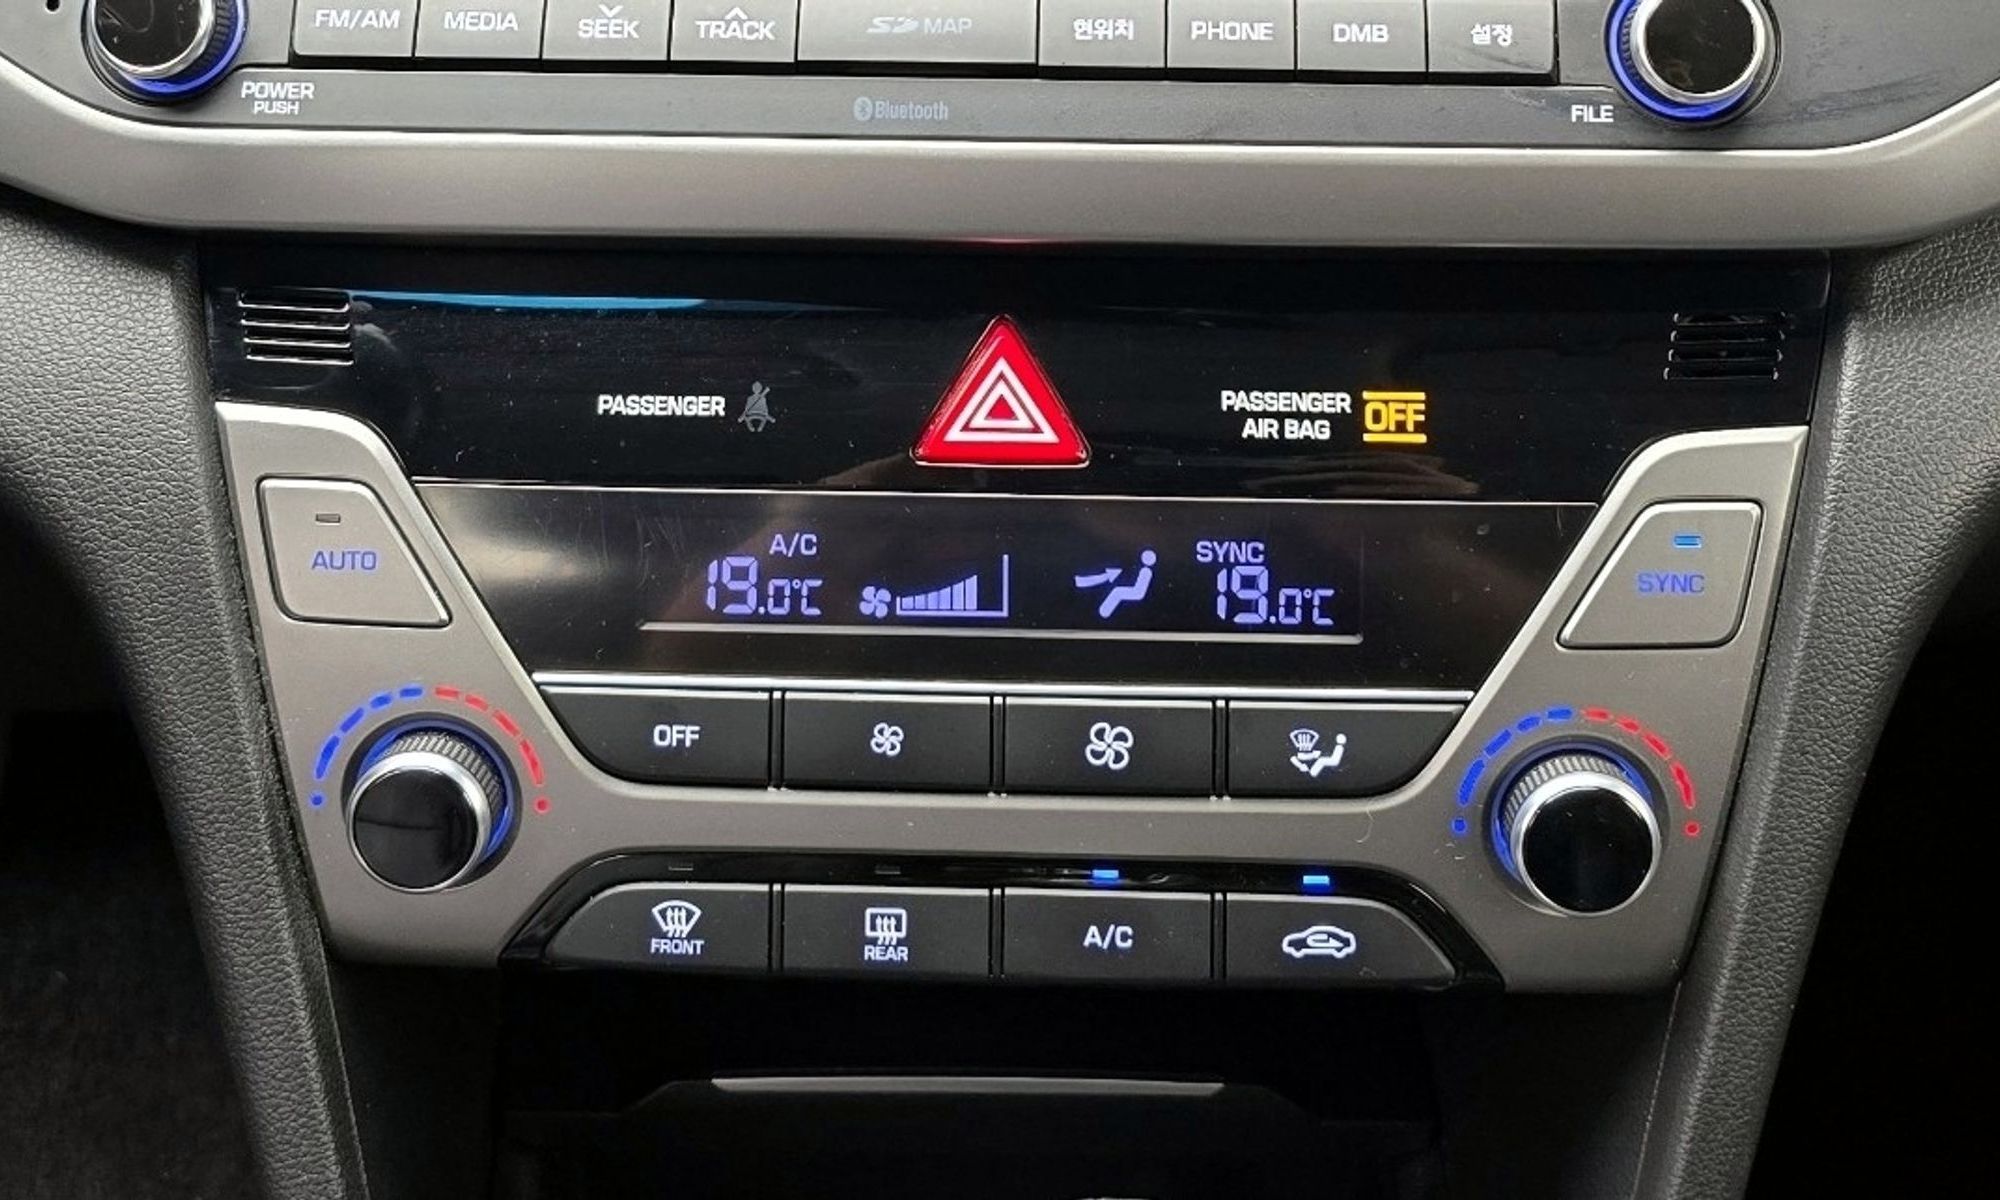 FM/AM MEDIA SEEK TRACK SD MAP 현위치 PHONE DMB 설정
POWER
PUSH
Bluetooth
FILE
PASSENGER
PASSENGER
AIR BAG
OFF
AUTO
A/C
19.0℃
SYNC
19.0℃
SYNC
OFF
FRONT
REAR
A/C